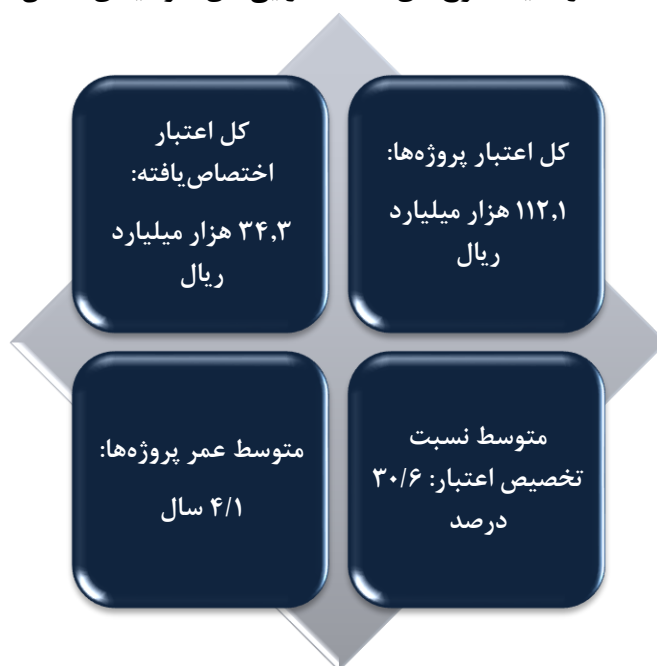 کل اعتبار پروژه‌ها:
۱۱۲,۱ هزار میلیارد
ریال
کل اعتبار
اختصاص‌یافته:
۳۴,۳ هزار میلیارد
ریال
متوسط نسبت
تخصیص اعتبار: ۳۰/۶
درصد
متوسط عمر پروژه‌ها:
۴/۱ سال